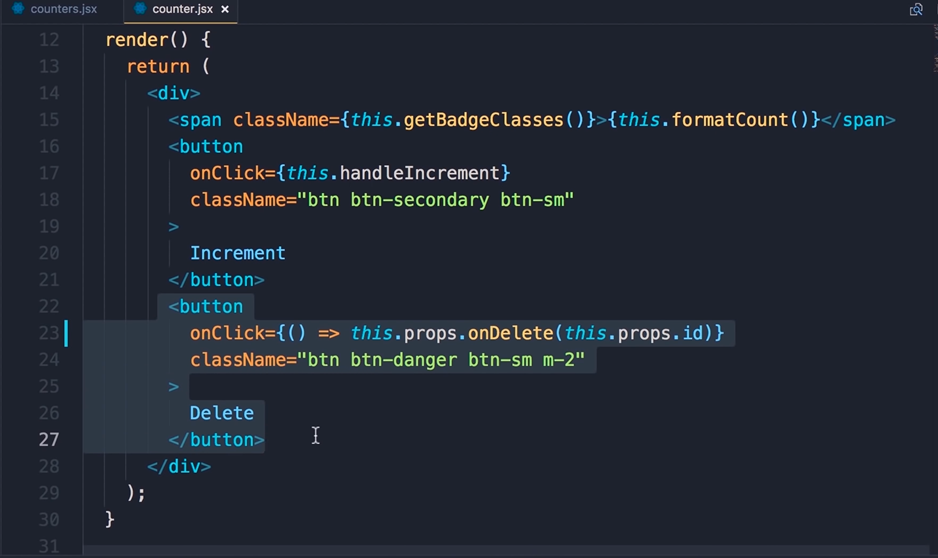 counters.jsx counter.jsx ×
12 render() {
13 return (
14 <div>
15 <span className={this.getBadgeClasses()}>{this.formatCount()}</span>
16 <button
17 onClick={this.handleIncrement}
18 className="btn btn-secondary btn-sm"
19 >
20 Increment
21 </button>
22 <button
23 onClick={() => this.props.onDelete(this.props.id)}
24 className="btn btn-danger btn-sm m-2"
25 >
26 Delete
27 </button>
28 </div>
29 );
30 }
31